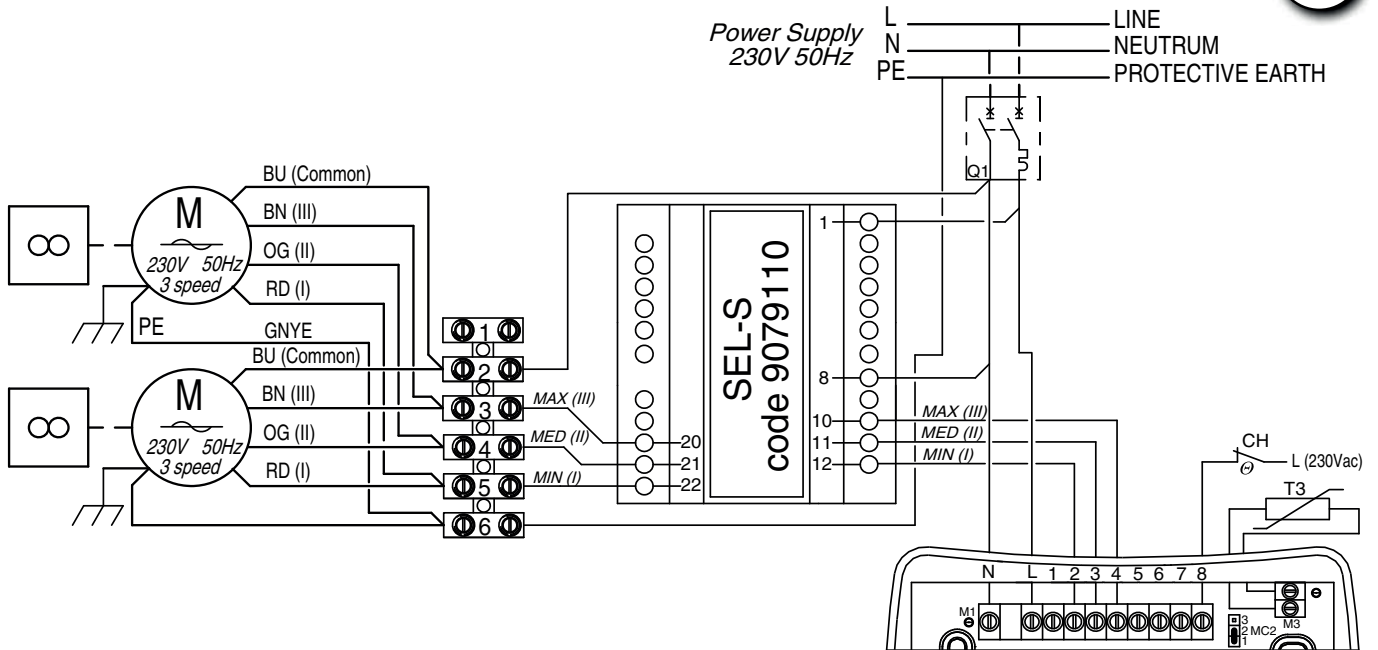 Power Supply
230V 50Hz
L
N
PE
LINE
NEUTRUM
PROTECTIVE EARTH
Q1
M
230V 50Hz
3 speed
BU (Common)
BN (III)
OG (II)
RD (I)
PE
GNYE
M
230V 50Hz
3 speed
BU (Common)
BN (III)
OG (II)
RD (I)
1
2
3
4
5
6
MAX (III)
MED (II)
MIN (I)
20
21
22
SEL-S
code 9079110
1
8
10
11
12
MAX (III)
MED (II)
MIN (I)
CH
L (230Vac)
T3
N L 1 2 3 4 5 6 7 8
M1
3
2
1
MC2
M3